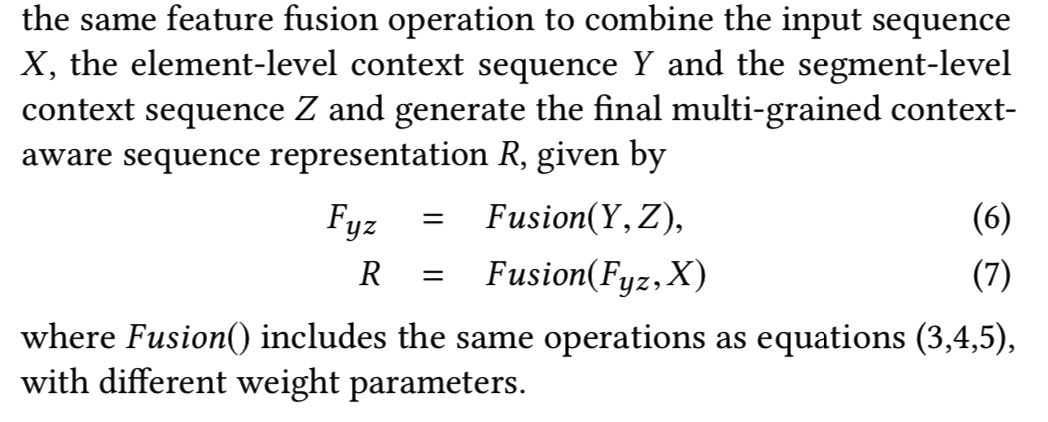 the same feature fusion operation to combine the input sequence
X, the element-level context sequence Y and the segment-level
context sequence Z and generate the final multi-grained context-
aware sequence representation R, given by
F_{yz} = Fusion(Y, Z), (6)
R = Fusion(F_{yz}, X) (7)
where Fusion() includes the same operations as equations (3,4,5),
with different weight parameters.